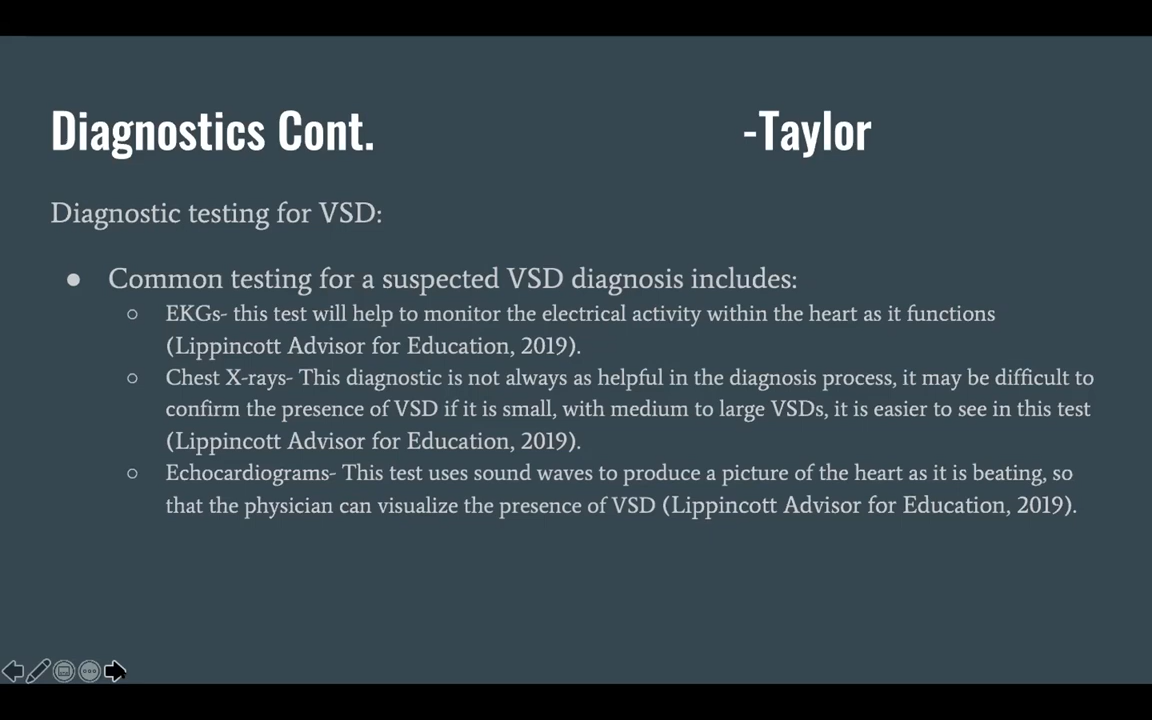 Diagnostics Cont. -Taylor
Diagnostic testing for VSD:
● Common testing for a suspected VSD diagnosis includes:
○ EKGs- this test will help to monitor the electrical activity within the heart as it functions
(Lippincott Advisor for Education, 2019).
○ Chest X-rays- This diagnostic is not always as helpful in the diagnosis process, it may be difficult to
confirm the presence of VSD if it is small, with medium to large VSDs, it is easier to see in this test
(Lippincott Advisor for Education, 2019).
○ Echocardiograms- This test uses sound waves to produce a picture of the heart as it is beating, so
that the physician can visualize the presence of VSD (Lippincott Advisor for Education, 2019).